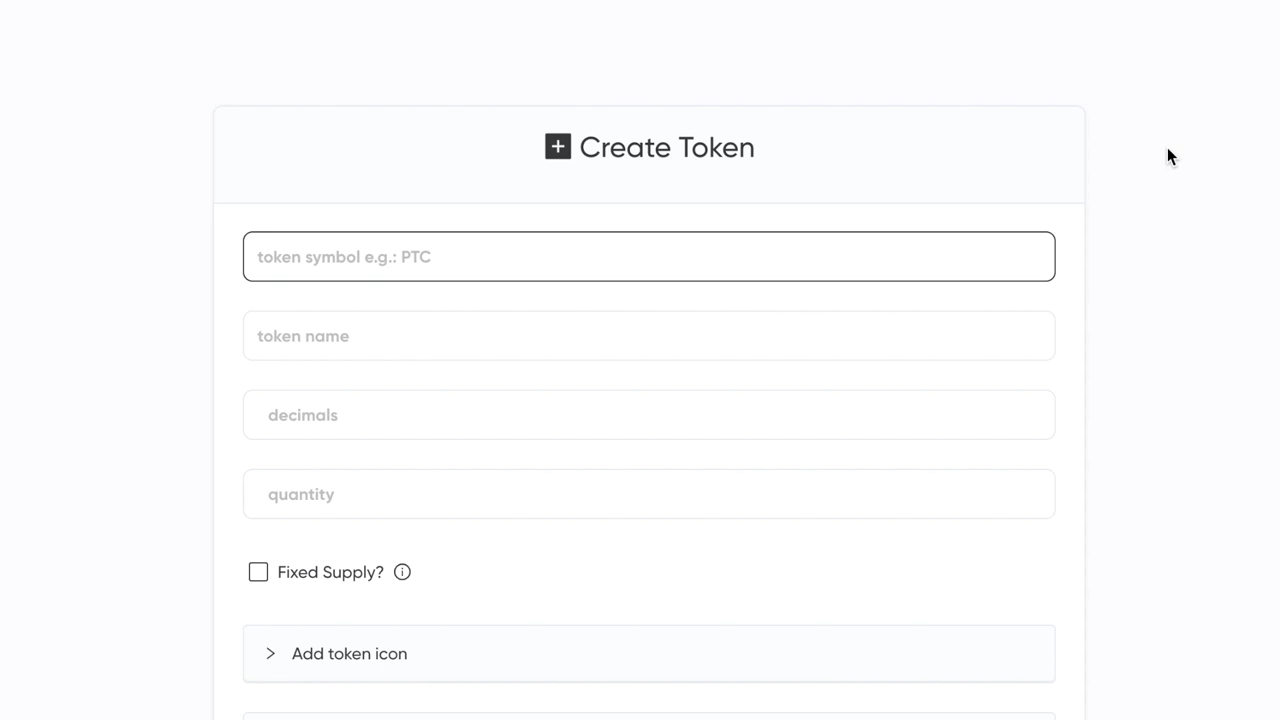 Create Token
token symbol e.g.: PTC
token name
decimals
quantity
Fixed Supply?
Add token icon